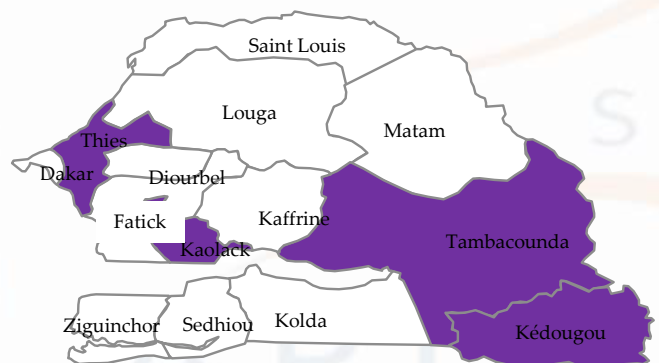 Saint Louis
Louga
Matam
Thies
Dakar
Diourbel
Fatick
Kaffrine
Kaolack
Tambacounda
Ziguinchor
Sedhiou
Kolda
Kédougou